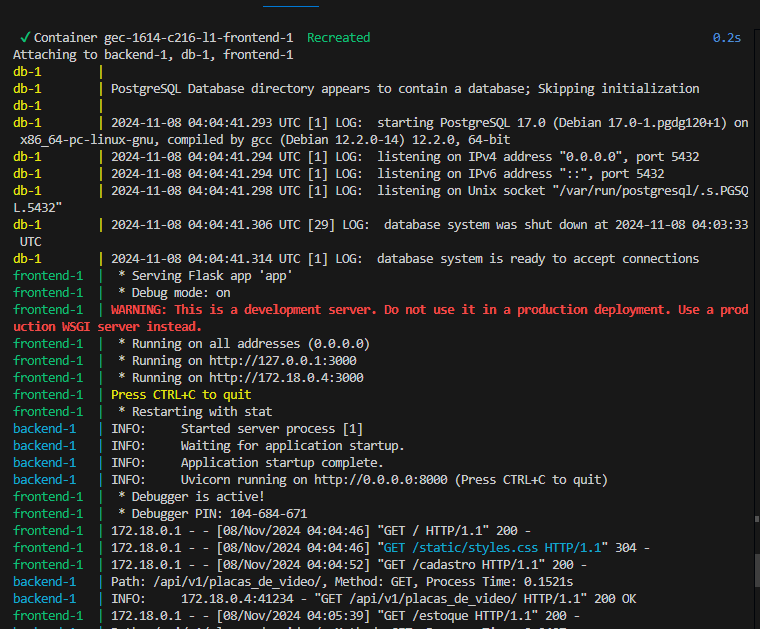 ✓ Container gec-1614-c216-l1-frontend-1  Recreated 0.2s
Attaching to backend-1, db-1, frontend-1
db-1        |
db-1        | PostgreSQL Database directory appears to contain a database; Skipping initialization
db-1        |
db-1        | 2024-11-08 04:04:41.293 UTC [1] LOG:  starting PostgreSQL 17.0 (Debian 17.0-1.pgdg120+1) on
 x86_64-pc-linux-gnu, compiled by gcc (Debian 12.2.0-14) 12.2.0, 64-bit
db-1        | 2024-11-08 04:04:41.294 UTC [1] LOG:  listening on IPv4 address "0.0.0.0", port 5432
db-1        | 2024-11-08 04:04:41.294 UTC [1] LOG:  listening on IPv6 address "::", port 5432
db-1        | 2024-11-08 04:04:41.298 UTC [1] LOG:  listening on Unix socket "/var/run/postgresql/.s.PGSQ
L.5432"
db-1        | 2024-11-08 04:04:41.306 UTC [29] LOG:  database system was shut down at 2024-11-08 04:03:33
 UTC
db-1        | 2024-11-08 04:04:41.314 UTC [1] LOG:  database system is ready to accept connections
frontend-1  |  * Serving Flask app 'app'
frontend-1  |  * Debug mode: on
frontend-1  | WARNING: This is a development server. Do not use it in a production deployment. Use a prod
uction WSGI server instead.
frontend-1  |  * Running on all addresses (0.0.0.0)
frontend-1  |  * Running on http://127.0.0.1:3000
frontend-1  |  * Running on http://172.18.0.4:3000
frontend-1  | Press CTRL+C to quit
frontend-1  |  * Restarting with stat
backend-1   | INFO:     Started server process [1]
backend-1   | INFO:     Waiting for application startup.
backend-1   | INFO:     Application startup complete.
backend-1   | INFO:     Uvicorn running on http://0.0.0.0:8000 (Press CTRL+C to quit)
frontend-1  |  * Debugger is active!
frontend-1  |  * Debugger PIN: 104-684-671
frontend-1  | 172.18.0.1 - - [08/Nov/2024 04:04:46] "GET / HTTP/1.1" 200 -
frontend-1  | 172.18.0.1 - - [08/Nov/2024 04:04:46] "GET /static/styles.css HTTP/1.1" 304 -
frontend-1  | 172.18.0.1 - - [08/Nov/2024 04:04:52] "GET /cadastro HTTP/1.1" 200 -
backend-1   | Path: /api/v1/placas_de_video/, Method: GET, Process Time: 0.1521s
backend-1   | INFO:     172.18.0.4:41234 - "GET /api/v1/placas_de_video/ HTTP/1.1" 200 OK
frontend-1  | 172.18.0.1 - - [08/Nov/2024 04:05:39] "GET /estoque HTTP/1.1" 200 -